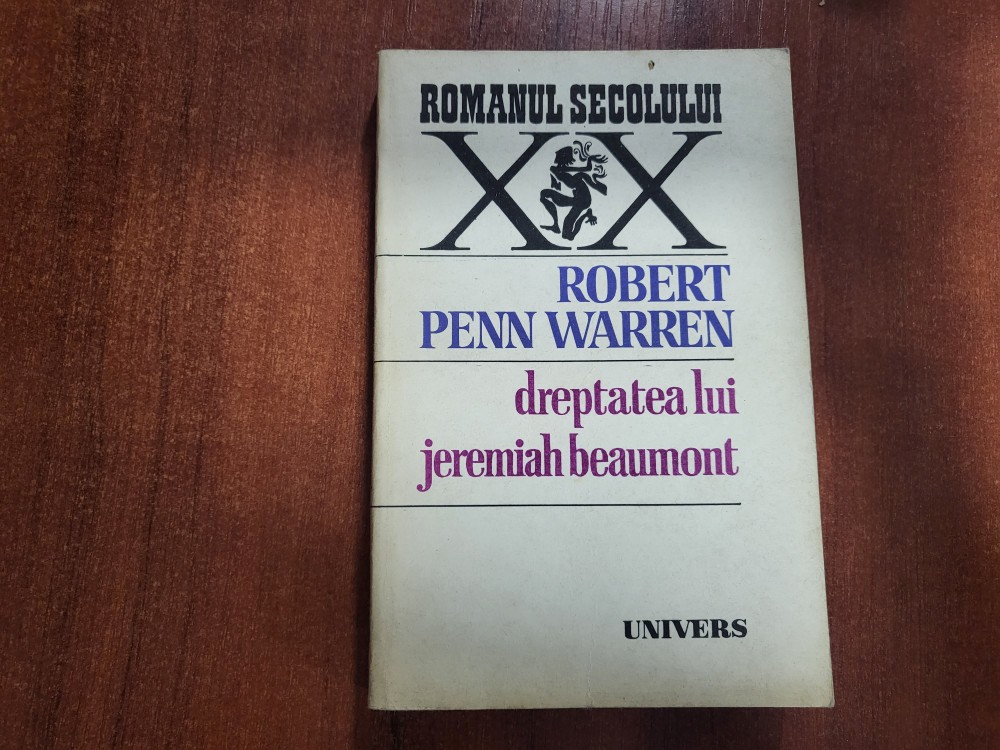 ROMANUL SECOLULUI
XX
ROBERT
PENN WARREN
dreptatea lui
jeremiah beaumont
UNIVERS